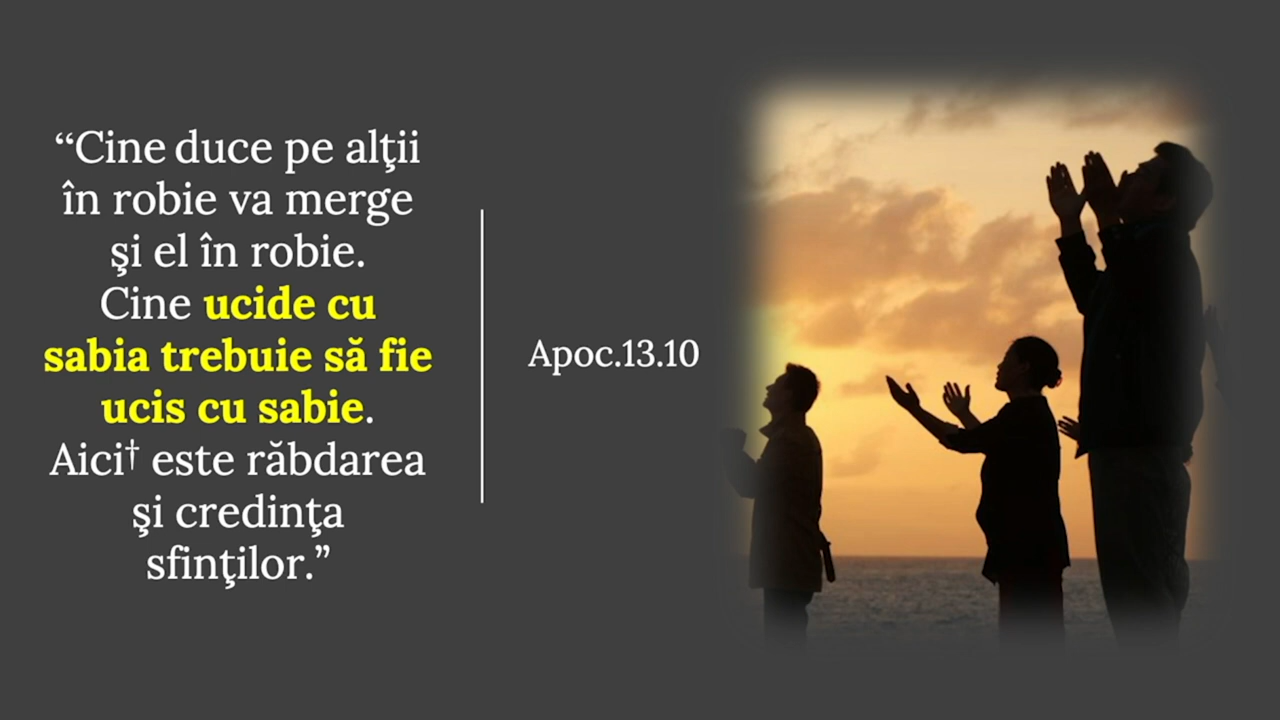 “Cine duce pe alţii
în robie va merge
şi el în robie.
Cine ucide cu
sabia trebuie să fie
ucis cu sabie.
Aici† este răbdarea
şi credinţa
sfinţilor.”
Apoc.13.10